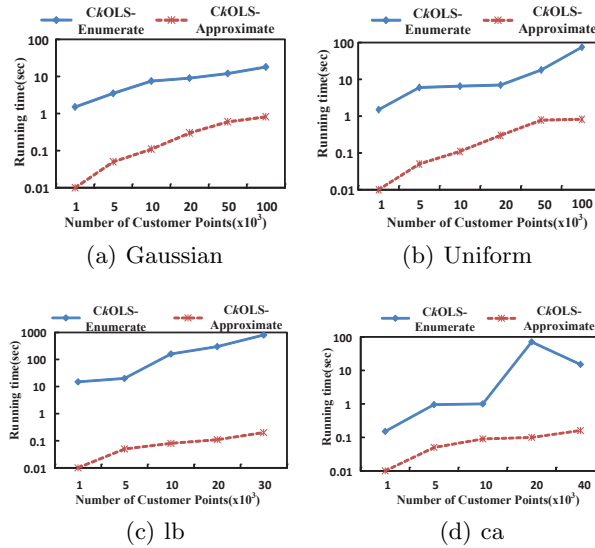 CkOLS-Enumerate CkOLS-Approximate
Running time(sec)
100
10
1
0.1
0.01
1 5 10 20 50 100
Number of Customer Points(x10³)
(a) Gaussian
CkOLS-Enumerate CkOLS-Approximate
Running time(sec)
100
10
1
0.1
0.01
1 5 10 20 50 100
Number of Customer Points(x10³)
(b) Uniform
CkOLS-Enumerate CkOLS-Approximate
Running time(sec)
1000
100
10
1
0.1
0.01
1 5 10 20 30
Number of Customer Points(x10³)
(c) lb
CkOLS-Enumerate CkOLS-Approximate
Running time(sec)
100
10
1
0.1
0.01
1 5 10 20 40
Number of Customer Points(x10³)
(d) ca